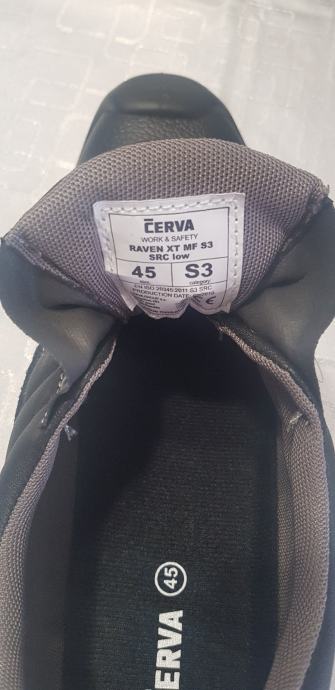 ČERVA
WORK & SAFETY
RAVEN XT MF S3
SRC low
45 S3
category
EN ISO 20345:2011 S3 SRC
PRODUCTION DATE:
CE
ERVA 45